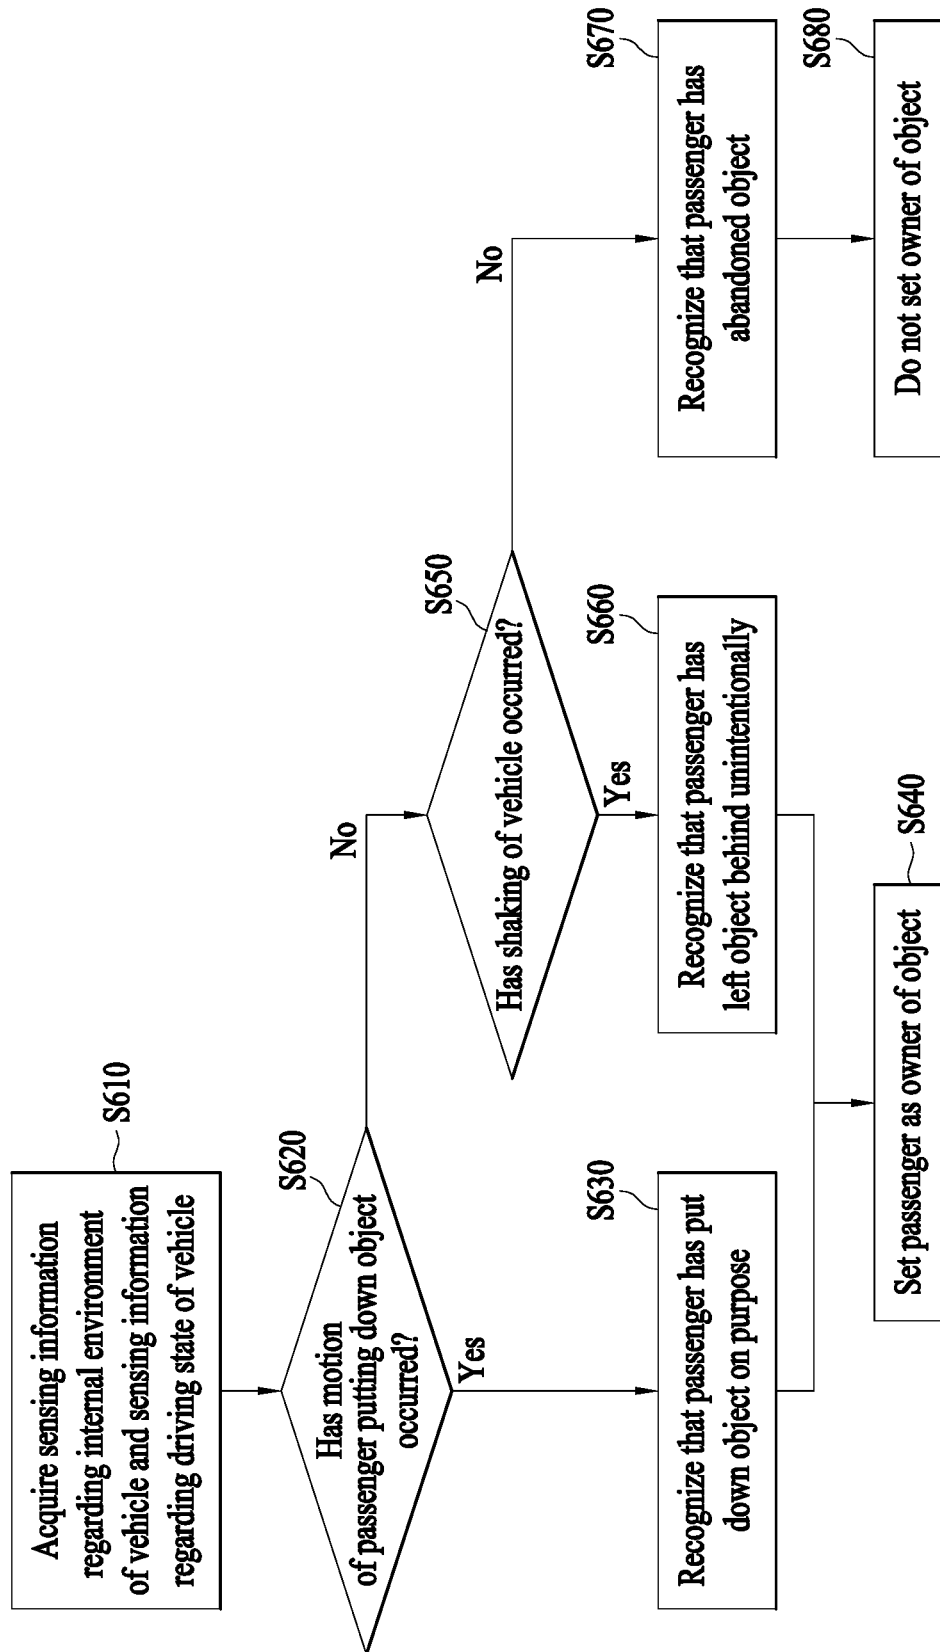 S610
Acquire sensing information
regarding internal environment
of vehicle and sensing information
regarding driving state of vehicle
S620
Has motion
of passenger putting down object
occurred?
No
Yes
S650
Has shaking of vehicle occurred?
No
Yes
S630
Recognize that passenger has put
down object on purpose
S660
Recognize that passenger has
left object behind unintentionally
S670
Recognize that passenger has
abandoned object
S640
Set passenger as owner of object
S680
Do not set owner of object